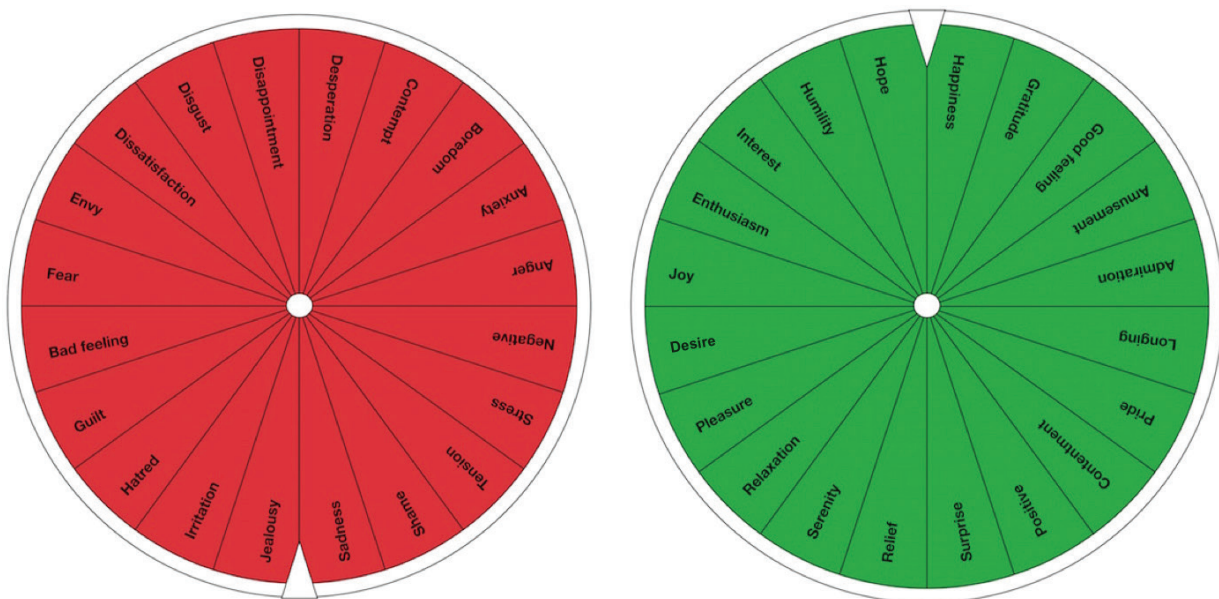 Desperation
Contempt
Boredom
Anxiety
Anger
Negative
Stress
Tension
Shame
Sadness
Jealousy
Irritation
Hatred
Guilt
Bad feeling
Fear
Envy
Dissatisfaction
Disgust
Disappointment
Happiness
Gratitude
Good feeling
Amusement
Admiration
Longing
Pride
Contentment
Positive
Surprise
Relief
Serenity
Relaxation
Pleasure
Desire
Joy
Enthusiasm
Interest
Humility
Hope